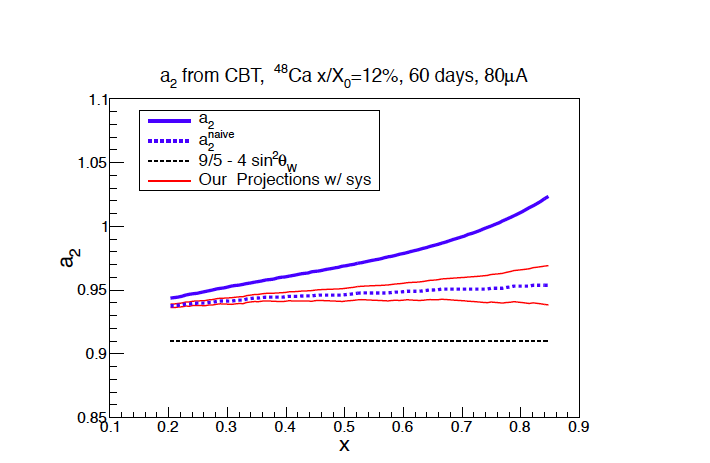 a₂ from CBT, ⁴⁸Ca x/X₀=12%, 60 days, 80μA
a₂
a₂ⁿᵃⁱᵛᵉ
9/5 - 4 sin²θ_W
Our Projections w/ sys
1.1
1.05
1
0.95
0.9
0.85
a₂
0.1 0.2 0.3 0.4 0.5 0.6 0.7 0.8 0.9
x